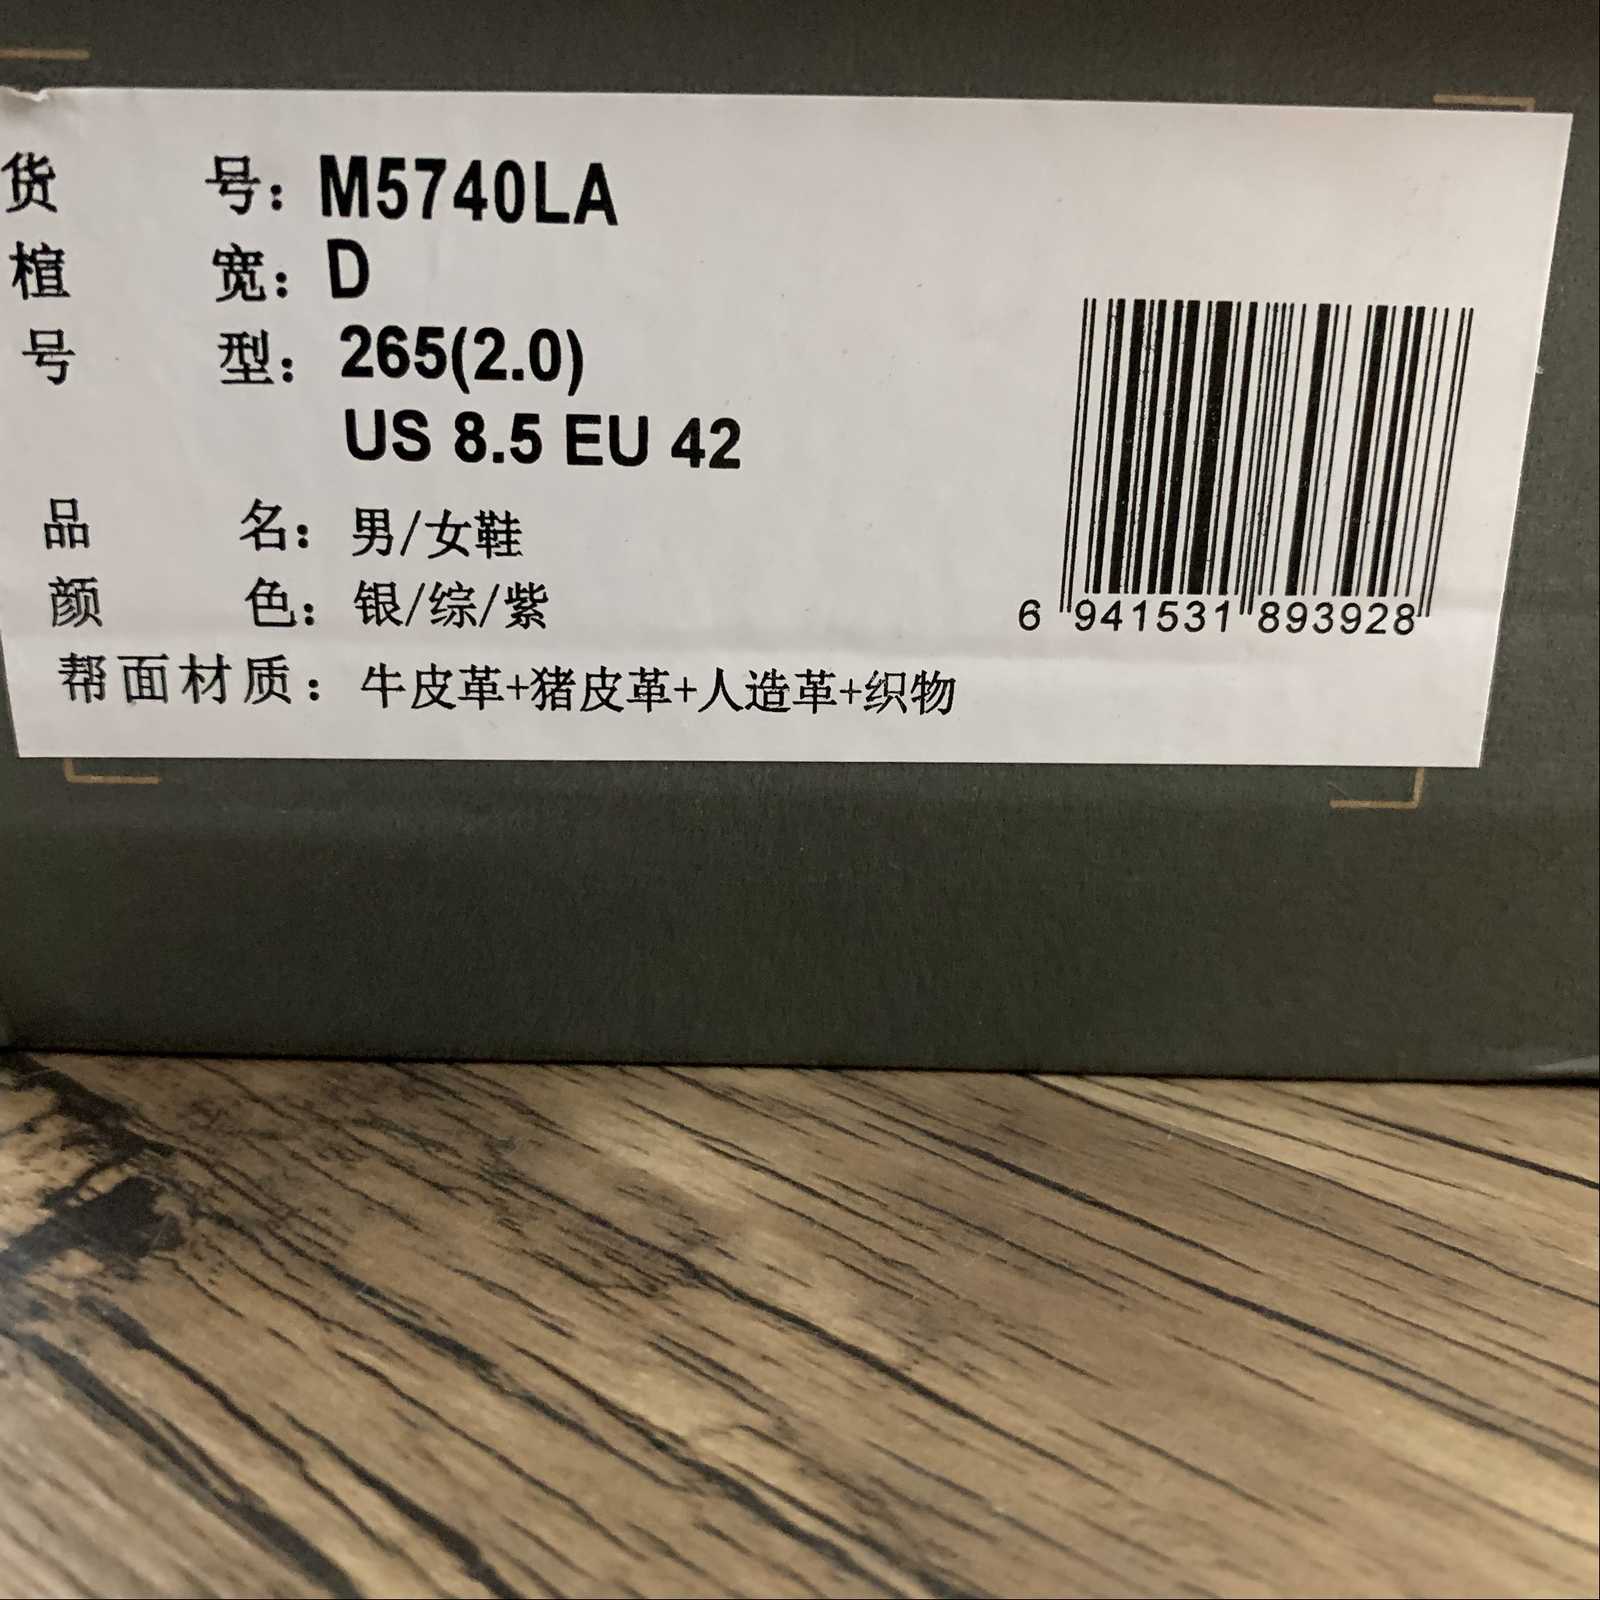 货号：M5740LA
楦宽：D
号型：265(2.0)
US 8.5 EU 42
品名：男/女鞋
颜色：银/综/紫
帮面材质：牛皮革+猪皮革+人造革+织物
6 941531 893928